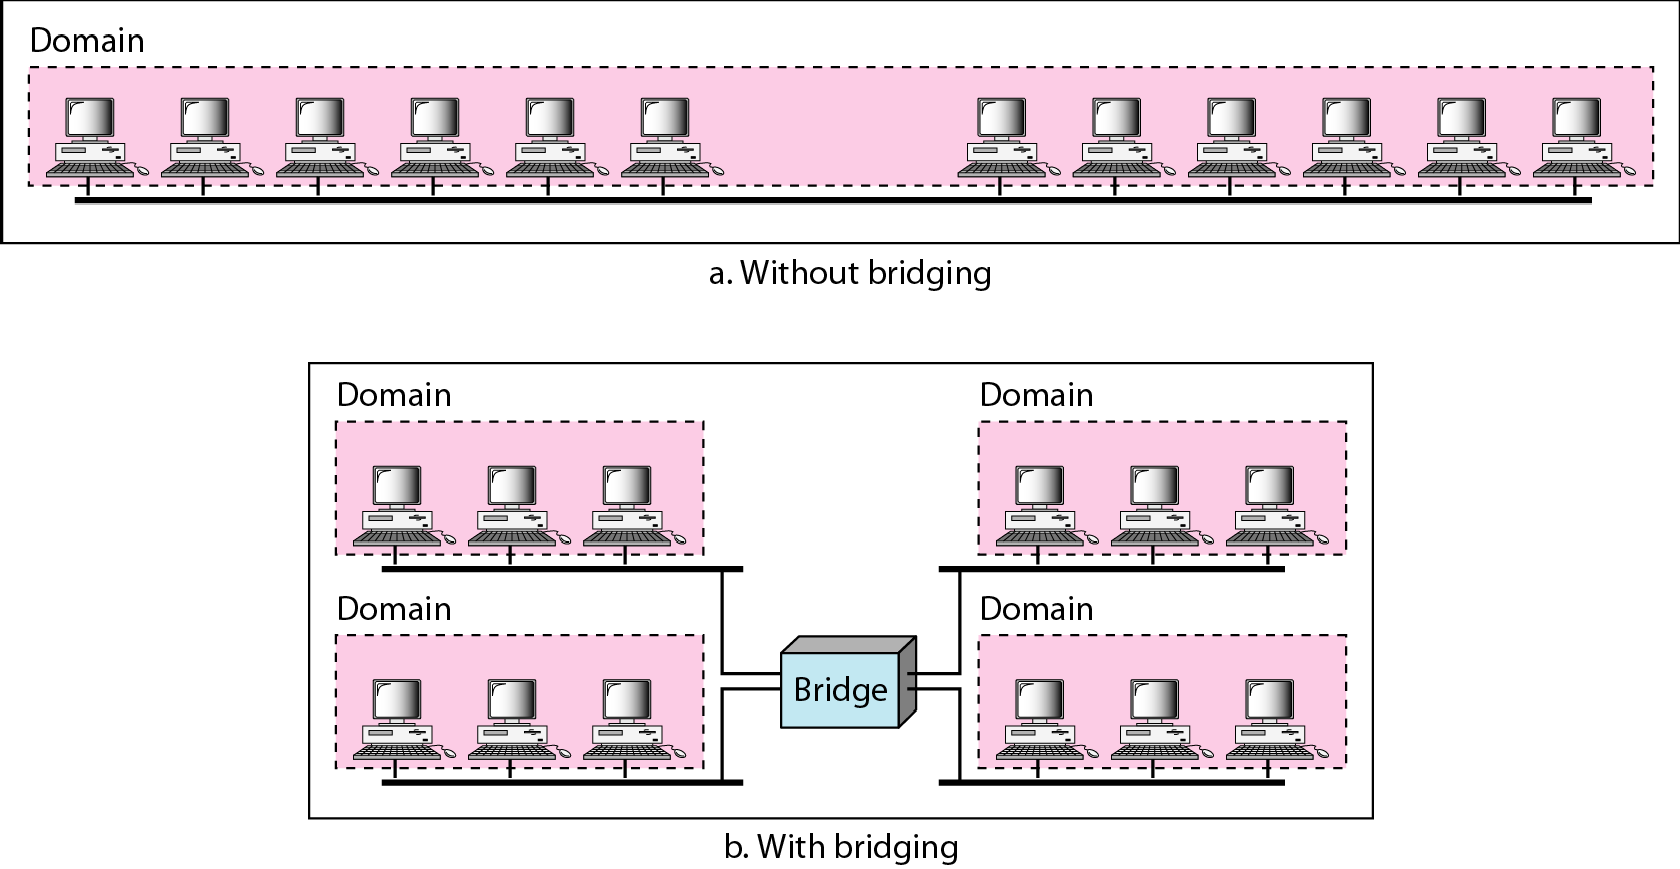 Domain
a. Without bridging
Domain
Domain
Domain
Domain
Bridge
b. With bridging